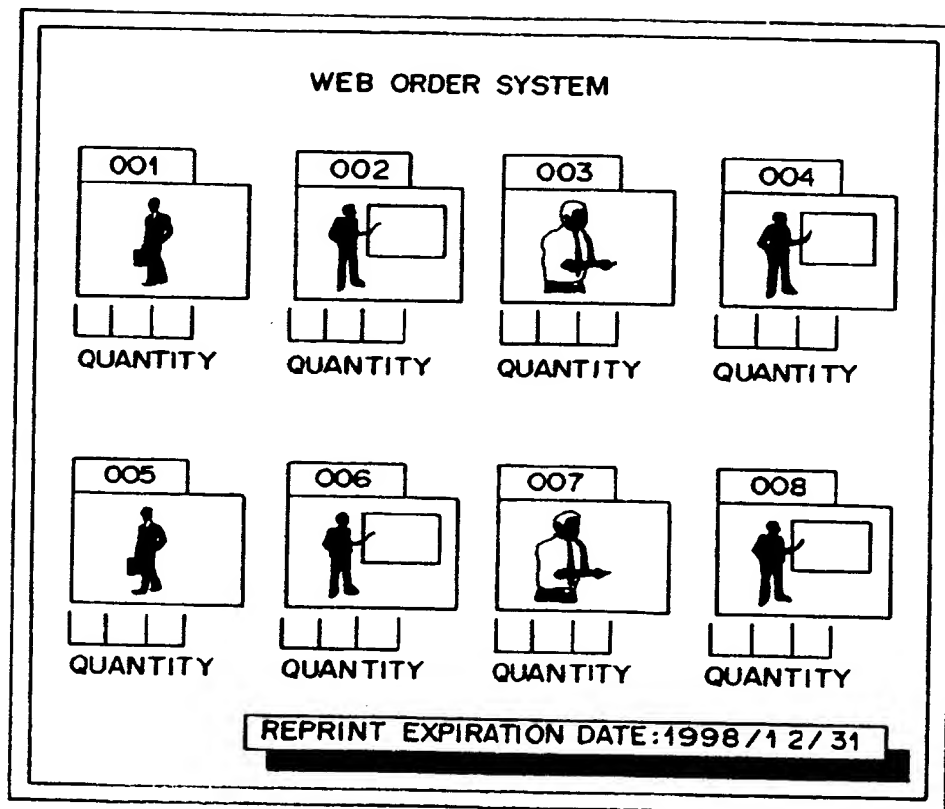 WEB ORDER SYSTEM
001 002 003 004
QUANTITY QUANTITY QUANTITY QUANTITY
005 006 007 008
QUANTITY QUANTITY QUANTITY QUANTITY
REPRINT EXPIRATION DATE:1998/12/31